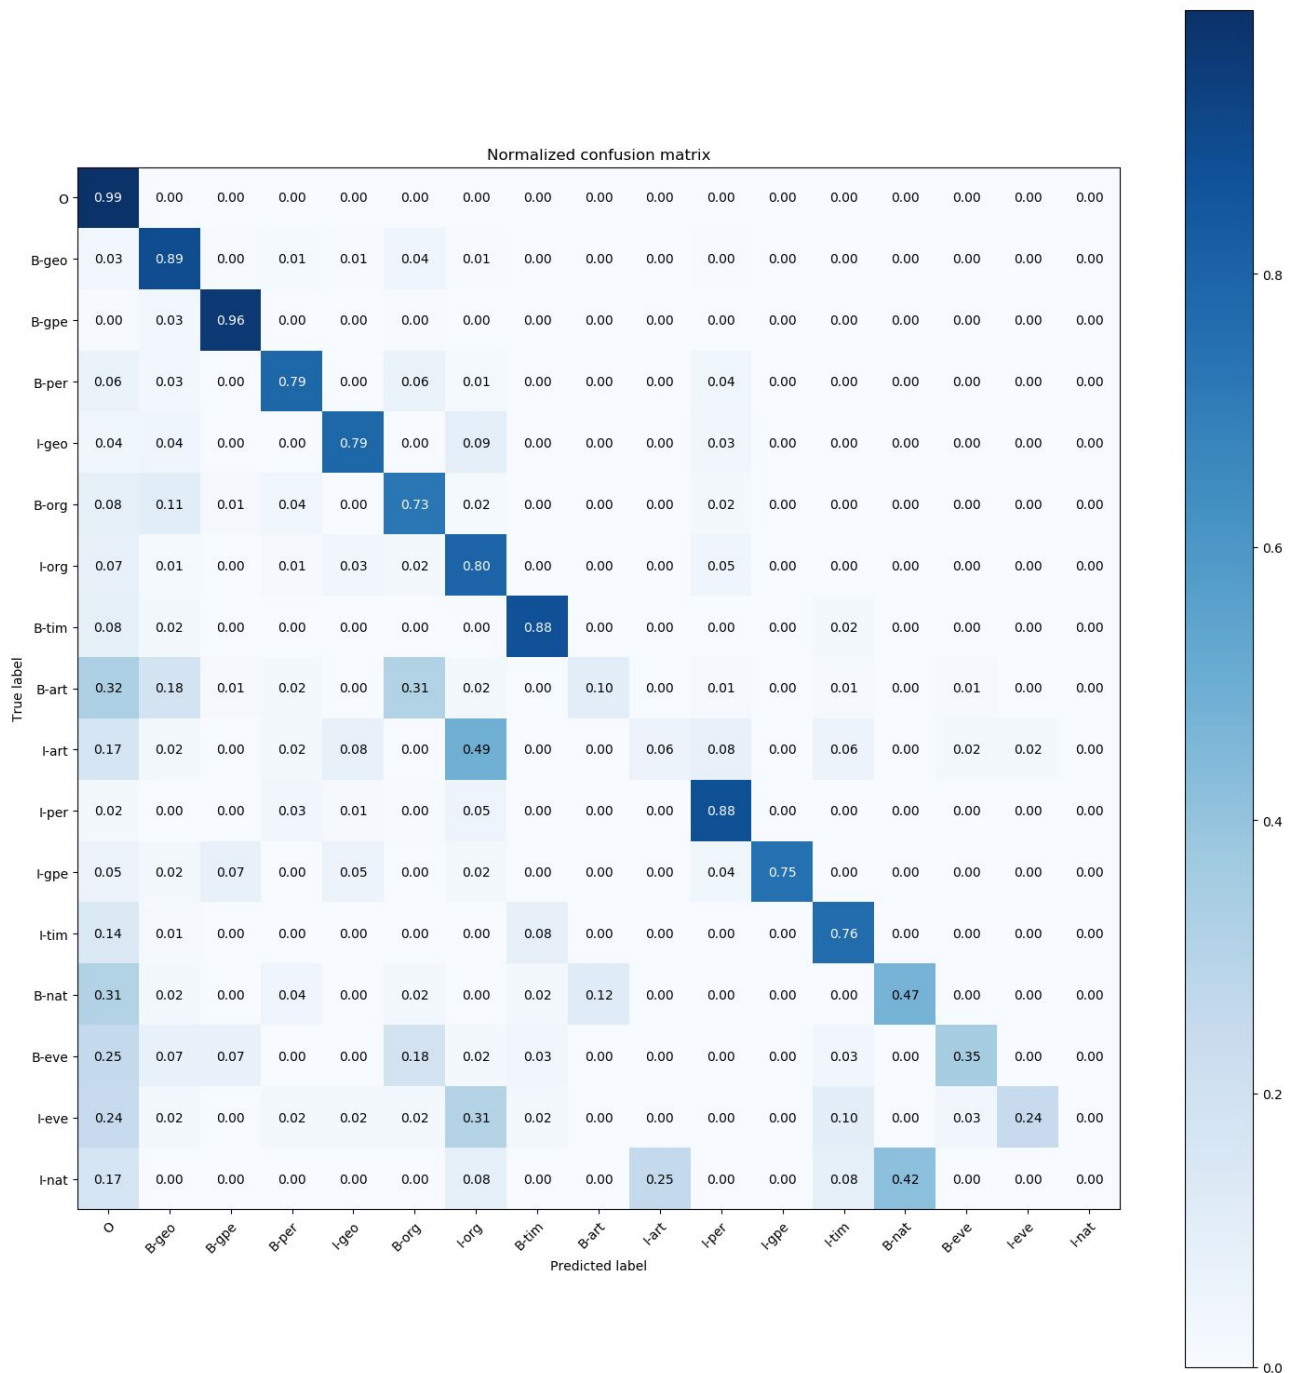 Normalized confusion matrix
O 0.99 0.00 0.00 0.00 0.00 0.00 0.00 0.00 0.00 0.00 0.00 0.00 0.00 0.00 0.00 0.00 0.00
B-geo 0.03 0.89 0.00 0.01 0.01 0.04 0.01 0.00 0.00 0.00 0.00 0.00 0.00 0.00 0.00 0.00 0.00
0.8
B-gpe 0.00 0.03 0.96 0.00 0.00 0.00 0.00 0.00 0.00 0.00 0.00 0.00 0.00 0.00 0.00 0.00 0.00
B-per 0.06 0.03 0.00 0.79 0.00 0.06 0.01 0.00 0.00 0.00 0.04 0.00 0.00 0.00 0.00 0.00 0.00
I-geo 0.04 0.04 0.00 0.00 0.79 0.00 0.09 0.00 0.00 0.00 0.03 0.00 0.00 0.00 0.00 0.00 0.00
B-org 0.08 0.11 0.01 0.04 0.00 0.73 0.02 0.00 0.00 0.00 0.02 0.00 0.00 0.00 0.00 0.00 0.00
0.6
I-org 0.07 0.01 0.00 0.01 0.03 0.02 0.80 0.00 0.00 0.00 0.05 0.00 0.00 0.00 0.00 0.00 0.00
B-tim 0.08 0.02 0.00 0.00 0.00 0.00 0.00 0.88 0.00 0.00 0.00 0.00 0.02 0.00 0.00 0.00 0.00
True label
B-art 0.32 0.18 0.01 0.02 0.00 0.31 0.02 0.00 0.10 0.00 0.01 0.00 0.01 0.00 0.01 0.00 0.00
I-art 0.17 0.02 0.00 0.02 0.08 0.00 0.49 0.00 0.00 0.06 0.08 0.00 0.06 0.00 0.02 0.02 0.00
I-per 0.02 0.00 0.00 0.03 0.01 0.00 0.05 0.00 0.00 0.00 0.88 0.00 0.00 0.00 0.00 0.00 0.00
0.4
I-gpe 0.05 0.02 0.07 0.00 0.05 0.00 0.02 0.00 0.00 0.00 0.04 0.75 0.00 0.00 0.00 0.00 0.00
I-tim 0.14 0.01 0.00 0.00 0.00 0.00 0.00 0.08 0.00 0.00 0.00 0.00 0.76 0.00 0.00 0.00 0.00
B-nat 0.31 0.02 0.00 0.04 0.00 0.02 0.00 0.02 0.12 0.00 0.00 0.00 0.00 0.47 0.00 0.00 0.00
B-eve 0.25 0.07 0.07 0.00 0.00 0.18 0.02 0.03 0.00 0.00 0.00 0.00 0.03 0.00 0.35 0.00 0.00
0.2
I-eve 0.24 0.02 0.00 0.02 0.02 0.02 0.31 0.02 0.00 0.00 0.00 0.00 0.10 0.00 0.03 0.24 0.00
I-nat 0.17 0.00 0.00 0.00 0.00 0.00 0.08 0.00 0.00 0.25 0.00 0.00 0.08 0.42 0.00 0.00 0.00
O B-geo B-gpe B-per I-geo B-org I-org B-tim B-art I-art I-per I-gpe I-tim B-nat B-eve I-eve I-nat
Predicted label
0.0